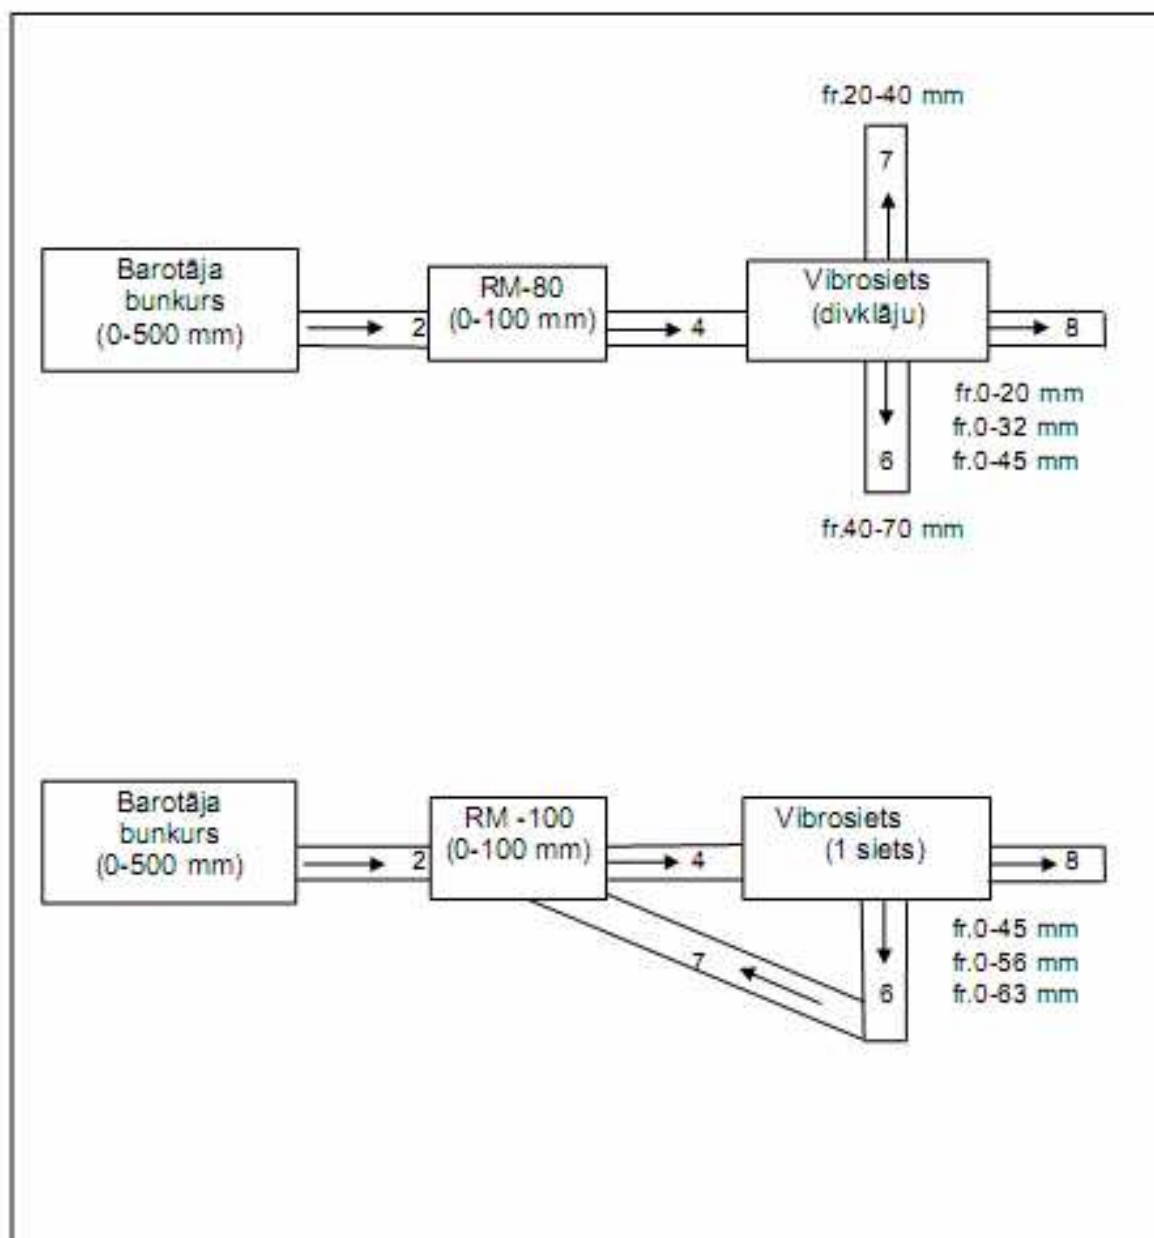 fr.20-40 mm
7
Barotāja
bunkurs
(0-500 mm)
2
RM-80
(0-100 mm)
4
Vibrosiets
(divklāju)
8
6
fr.0-20 mm
fr.0-32 mm
fr.0-45 mm
fr.40-70 mm
Barotāja
bunkurs
(0-500 mm)
2
RM -100
(0-100 mm)
4
Vibrosiets
(1 siets)
8
7
6
fr.0-45 mm
fr.0-56 mm
fr.0-63 mm